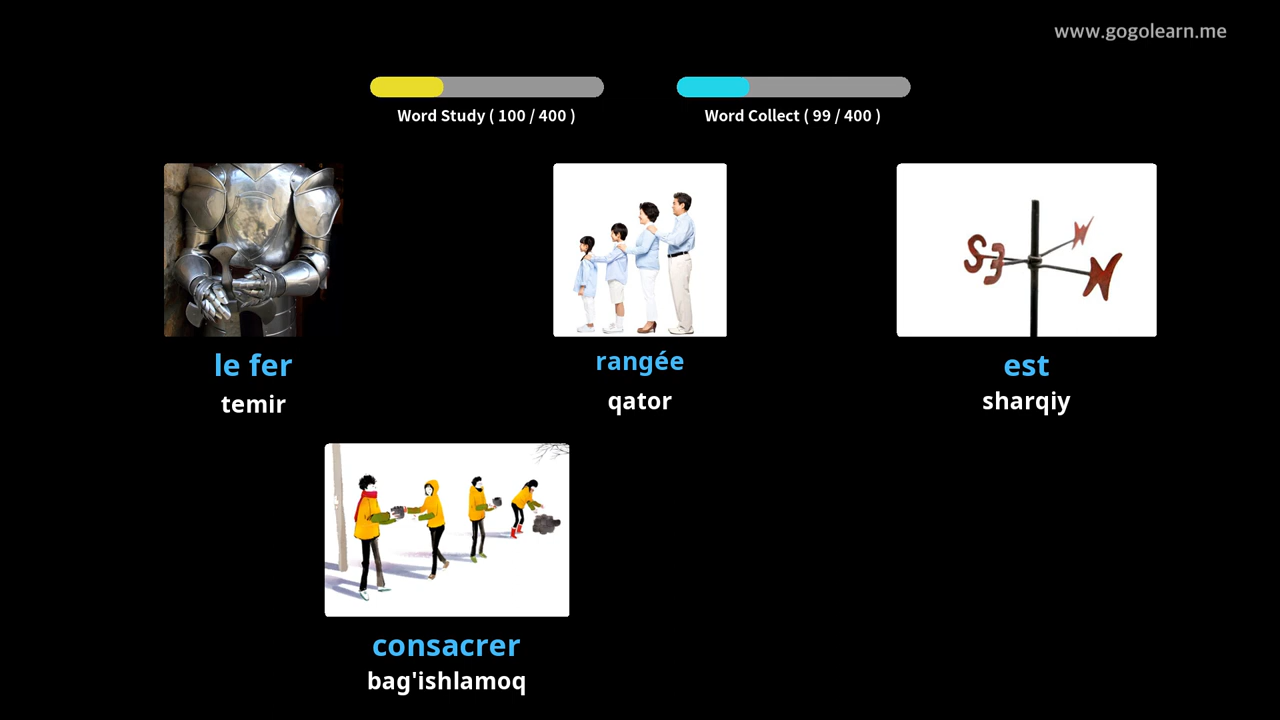 www.gogolearn.me
Word Study ( 100 / 400 )
Word Collect ( 99 / 400 )
S
E
N
le fer
temir
rangée
qator
est
sharqiy
consacrer
bag'ishlamoq